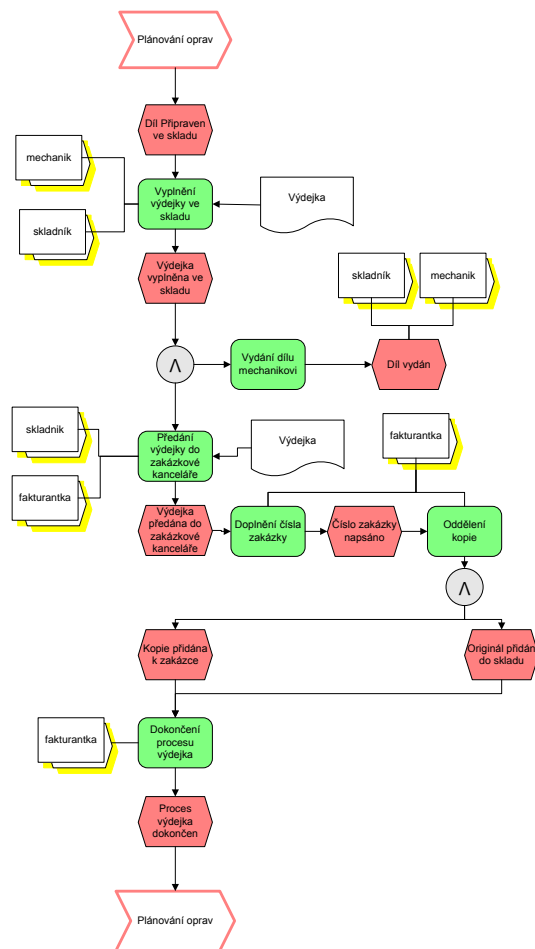 Plánování oprav
Díl Připraven
ve skladu
mechanik
Vyplnění
výdejky ve
skladu
Výdejka
skladník
Výdejka
vyplněna ve
skladu
skladník
mechanik
Λ
Vydání dílu
mechanikovi
Díl vydán
skladnik
Předání
výdejky do
zakázkové
kanceláře
Výdejka
fakturantka
fakturantka
Výdejka
předána do
zakázkové
kanceláře
Doplnění čísla
zakázky
Číslo zakázky
napsáno
Oddělení
kopie
Λ
Kopie přidána
k zakázce
Originál přidán
do skladu
fakturantka
Dokončení
procesu
výdejka
Proces
výdejka
dokončen
Plánování oprav